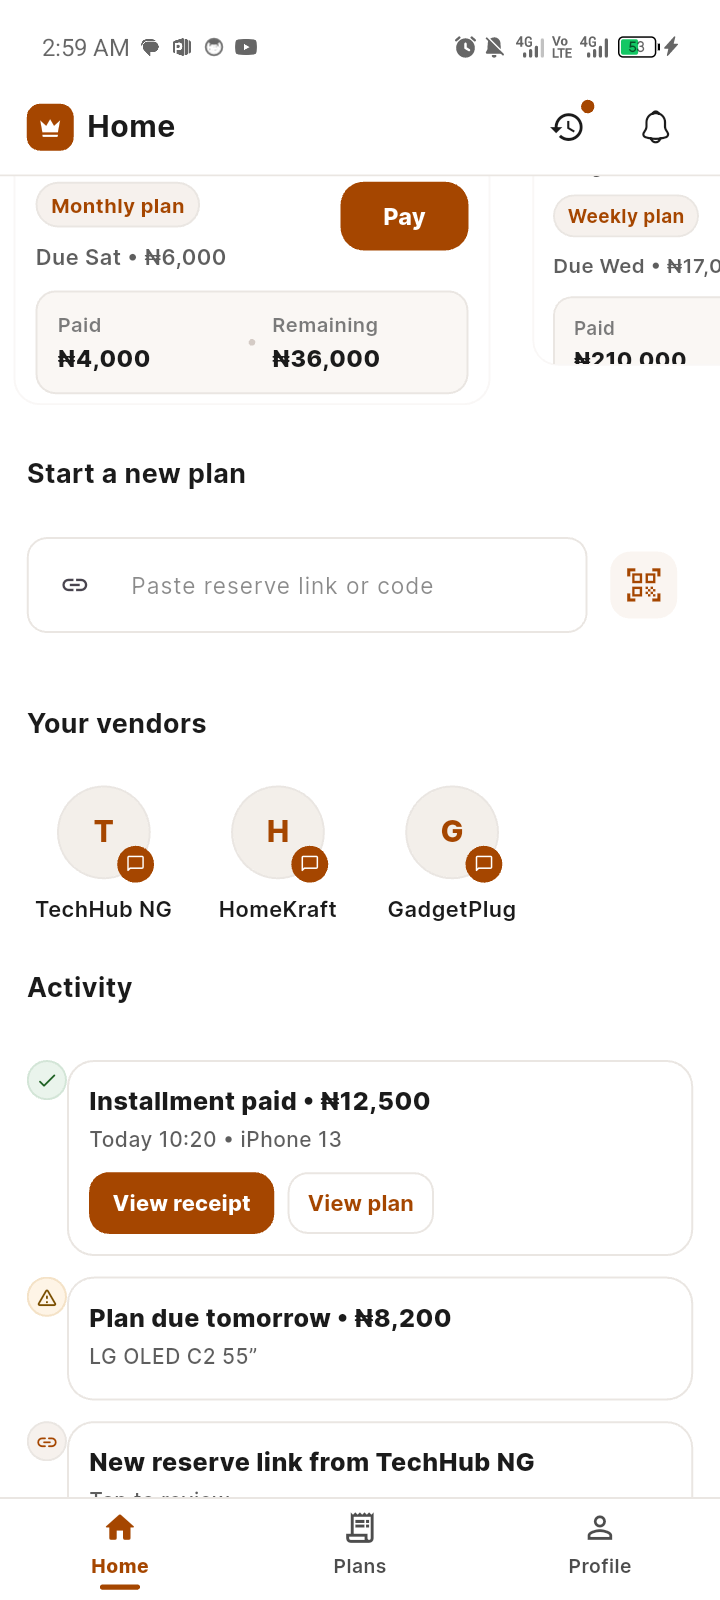 2:59 AM
4G
Vo
LTE
4G
53
Home
Monthly plan
Pay
Due Sat • ₦6,000
Paid
₦4,000
Remaining
₦36,000
Weekly plan
Due Wed • ₦17,0
Paid
₦210,000
Start a new plan
Paste reserve link or code
Your vendors
T
H
G
TechHub NG
HomeKraft
GadgetPlug
Activity
Installment paid • ₦12,500
Today 10:20 • iPhone 13
View receipt
View plan
Plan due tomorrow • ₦8,200
LG OLED C2 55”
New reserve link from TechHub NG
Tap to review
Home
Plans
Profile